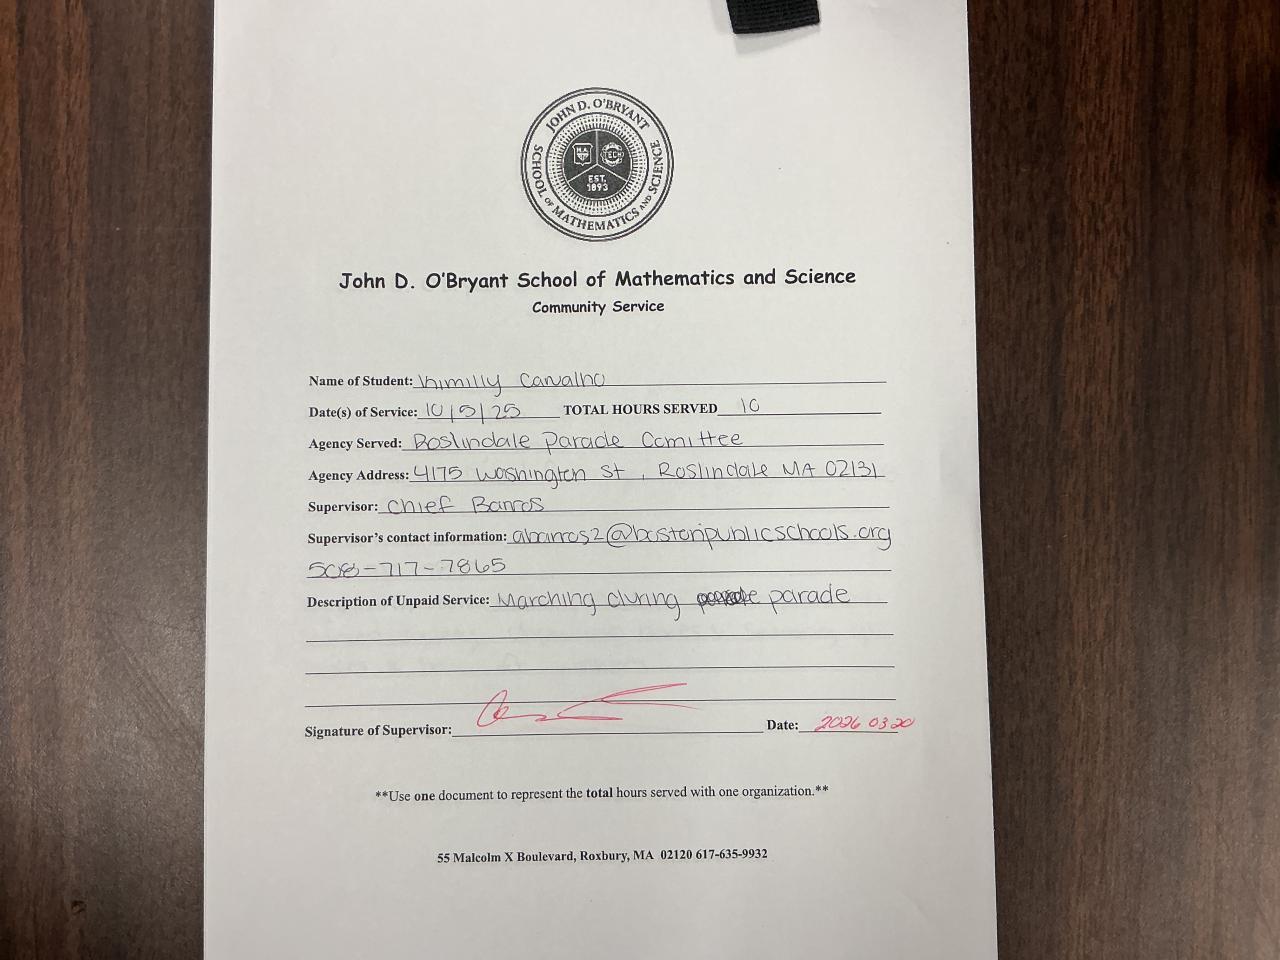 JOHN D. O'BRYANT
SCHOOL OF MATHEMATICS AND SCIENCE
H.A. TECH
EST.
1893
John D. O'Bryant School of Mathematics and Science
Community Service
Name of Student: Khimilly Carvalho
Date(s) of Service: 10/5/25 TOTAL HOURS SERVED 10
Agency Served: Roslindale Parade Comittee
Agency Address: 4175 Washington St, Roslindale MA 02131
Supervisor: Chief Barros
Supervisor's contact information: abarros2@bostonpublicschools.org
508-717-7865
Description of Unpaid Service: Marching during parade
Signature of Supervisor: Date: 2026 03 20
**Use one document to represent the total hours served with one organization.**
55 Malcolm X Boulevard, Roxbury, MA 02120 617-635-9932